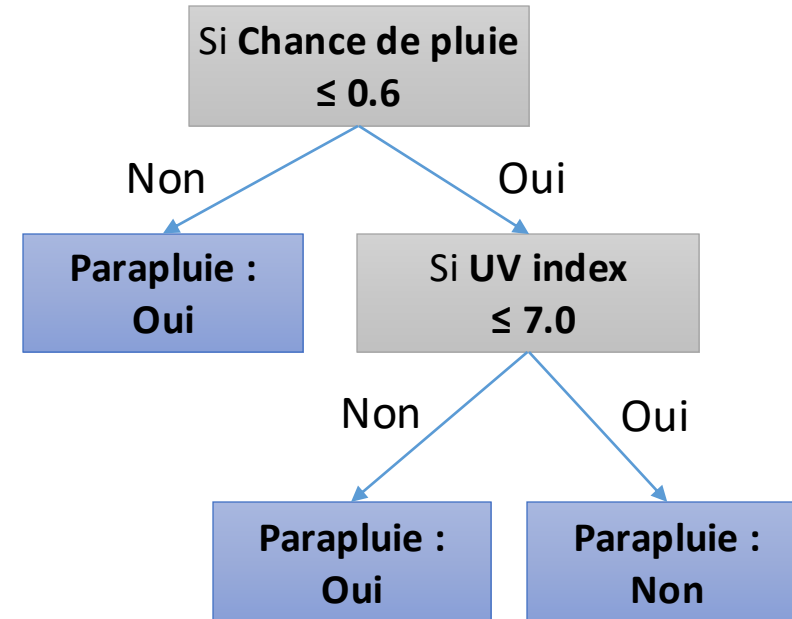 Si Chance de pluie
≤ 0.6
Non
Oui
Parapluie :
Oui
Si UV index
≤ 7.0
Non
Oui
Parapluie :
Oui
Parapluie :
Non